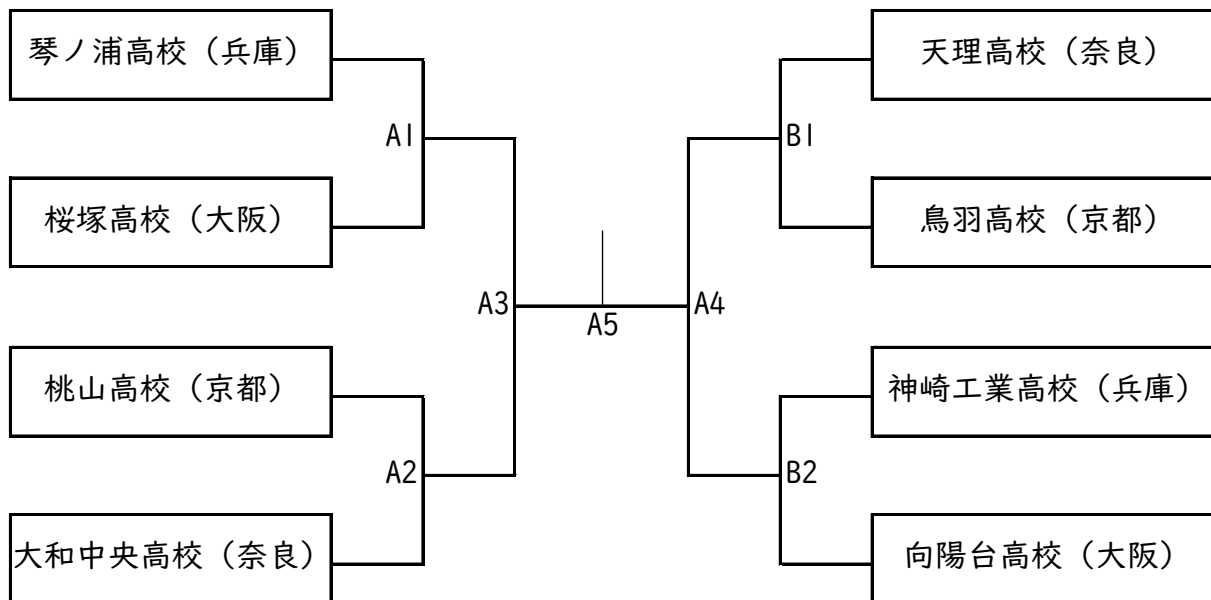 琴ノ浦高校（兵庫）
天理高校（奈良）
A1
B1
桜塚高校（大阪）
鳥羽高校（京都）
A3
A4
A5
桃山高校（京都）
神崎工業高校（兵庫）
A2
B2
大和中央高校（奈良）
向陽台高校（大阪）